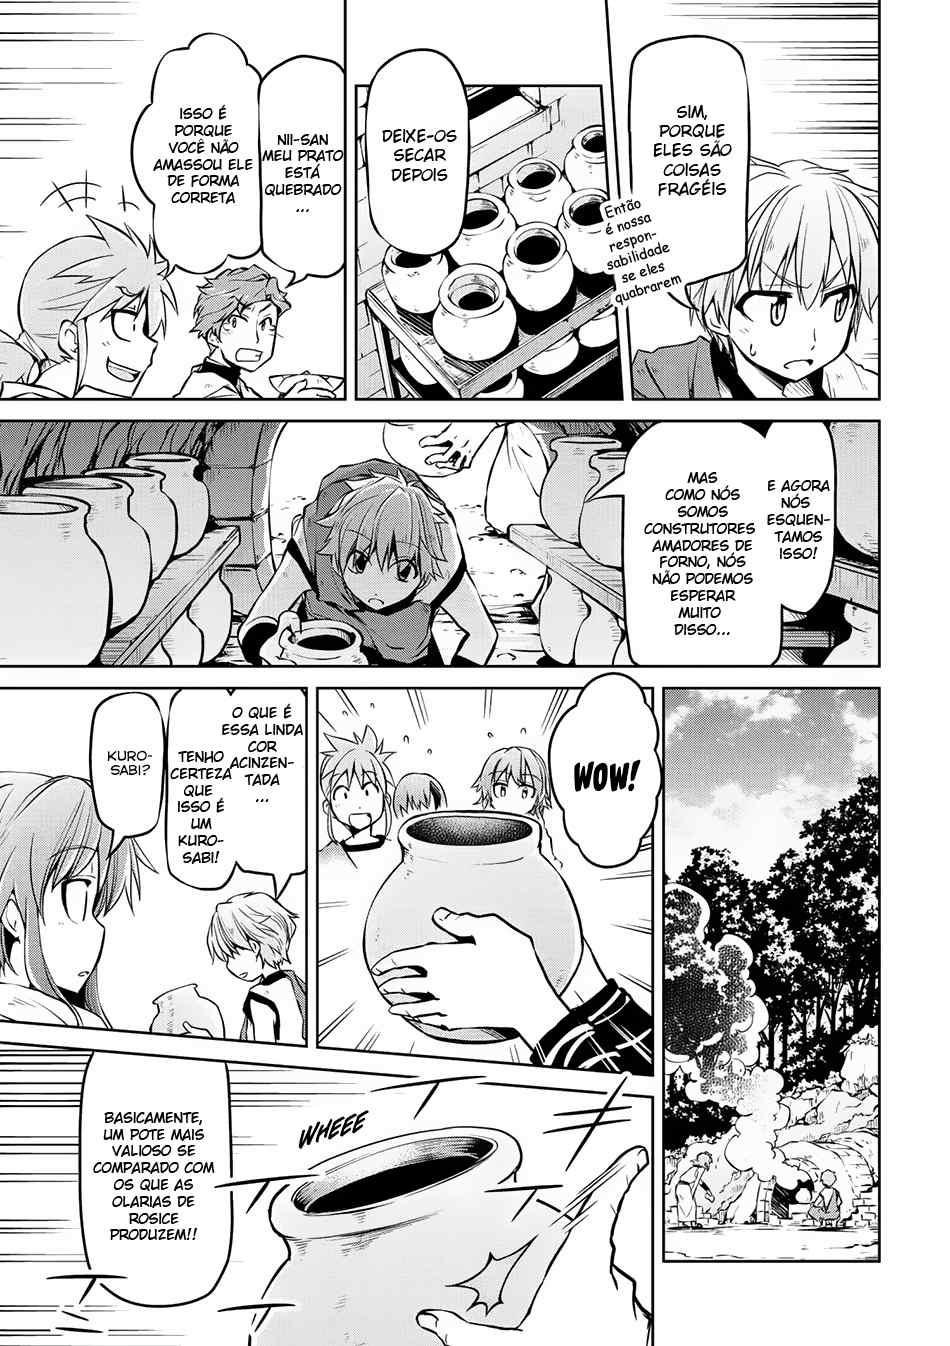 SIM,
PORQUE
ELES SÃO
COISAS
FRAGÉIS
Então
é nossa
respon-
sabilidade
se eles
quabrarem
DEIXE-OS
SECAR
DEPOIS
NII-SAN
MEU PRATO
ESTÁ
QUEBRADO
...
ISSO É
PORQUE
VOCÊ NÃO
AMASSOU ELE
DE FORMA
CORRETA
E AGORA
NÓS
ESQUEN-
TAMOS
ISSO!
MAS
COMO NÓS
SOMOS
CONSTRUTORES
AMADORES DE
FORNO, NÓS
NÃO PODEMOS
ESPERAR
MUITO
DISSO...
WOW!
O QUE É
ESSA LINDA
COR
ACINZEN-
TADA
...
TENHO
CERTEZA
QUE
ISSO É
UM
KURO-
SABI!
KURO-
SABI?
WHEEE
BASICAMENTE,
UM POTE MAIS
VALIOSO SE
COMPARADO COM
OS QUE AS
OLARIAS DE
ROSICE
PRODUZEM!!